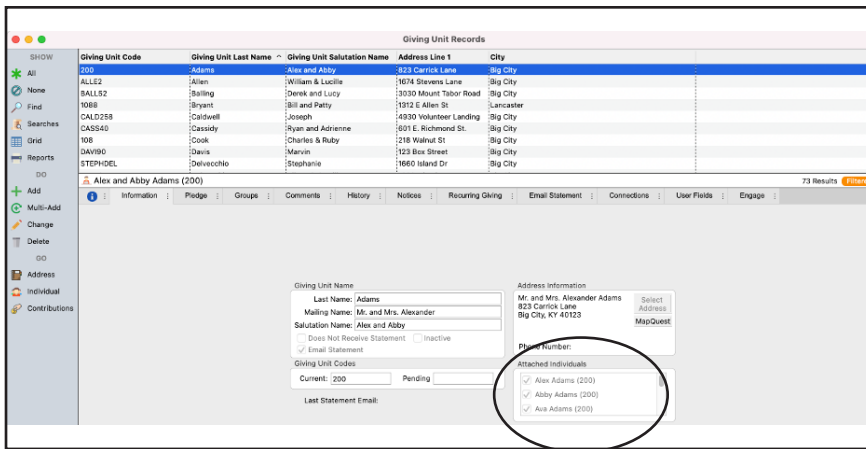 Giving Unit Records
SHOW
All
None
Find
Searches
Grid
Reports
DO
Add
Multi-Add
Change
Delete
GO
Address
Individual
Contributions
Giving Unit Code Giving Unit Last Name Giving Unit Salutation Name Address Line 1 City
200 Adams Alex and Abby 823 Carrick Lane Big City
ALLE2 Allen William & Lucille 1674 Stevens Lane Big City
BALL52 Balling Derek and Lucy 3030 Mount Tabor Road Big City
1088 Bryant Bill and Patty 1312 E Allen St Lancaster
CALD258 Caldwell Joseph 4930 Volunteer Landing Big City
CASS40 Cassidy Ryan and Adrienne 601 E. Richmond St. Big City
108 Cook Charles & Ruby 218 Walnut St Big City
DAVI90 Davis Marvin 123 Box Street Big City
STEPHDEL Delvecchio Stephanie 1660 Island Dr Big City
Alex and Abby Adams (200) 73 Results Filter
Information Pledge Groups Comments History Notices Recurring Giving Email Statement Connections User Fields Engage
Giving Unit Name
Last Name: Adams
Mailing Name: Mr. and Mrs. Alexander
Salutation Name: Alex and Abby
Does Not Receive Statement Inactive
Email Statement
Giving Unit Codes
Current: 200 Pending
Last Statement Email:
Address Information
Mr. and Mrs. Alexander Adams
823 Carrick Lane
Big City, KY 40123
Select Address
MapQuest
Phone Number:
Attached Individuals
Alex Adams (200)
Abby Adams (200)
Ava Adams (200)